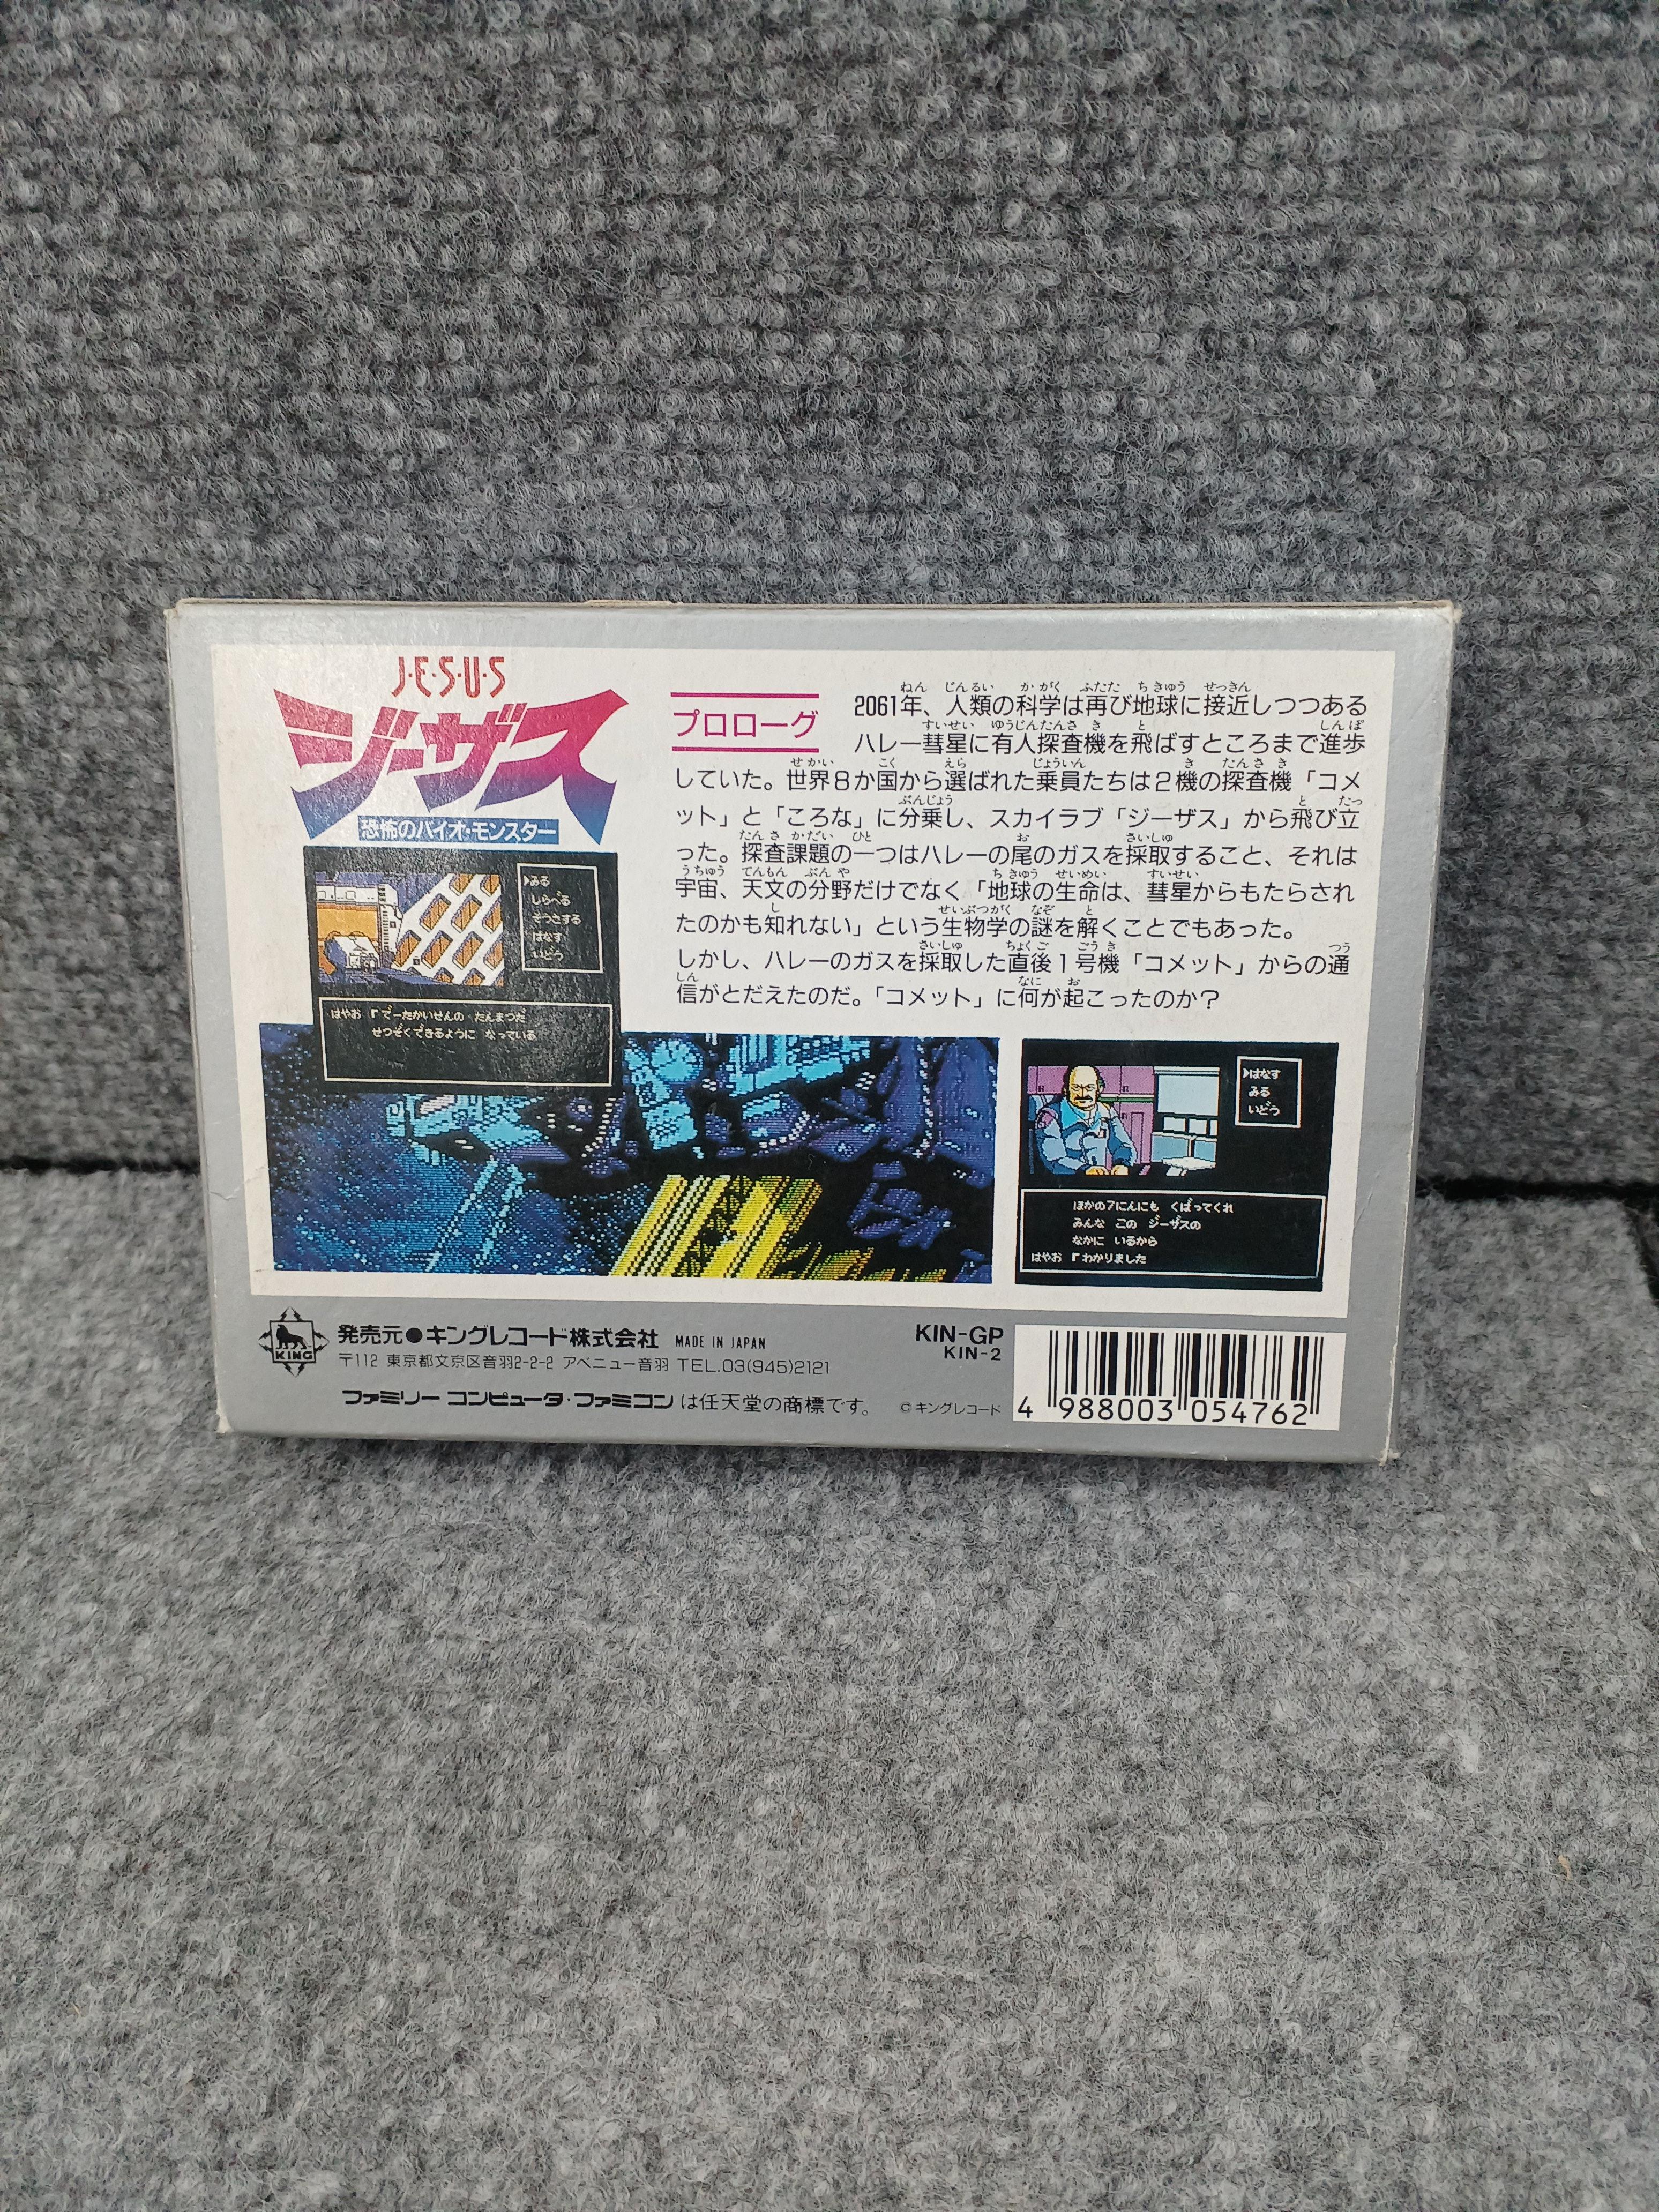 J·E·S·U·S
ジーザス
恐怖のバイオ・モンスター
プロローグ
2061年、人類の科学は再び地球に接近しつつある
ハレー彗星に有人探査機を飛ばすところまで進歩
していた。世界8か国から選ばれた乗員たちは2機の探査機「コメ
ット」と「ころな」に分乗し、スカイラブ「ジーザス」から飛び立
った。探査課題の一つはハレーの尾のガスを採取すること、それは
宇宙、天文の分野だけでなく「地球の生命は、彗星からもたらされ
たのかも知れない」という生物学の謎を解くことでもあった。
しかし、ハレーのガスを採取した直後1号機「コメット」からの通
信がとだえたのだ。「コメット」に何が起こったのか?
▶みる
しらべる
そうさする
はなす
いどう
はやお「でーたかいせんの たんまつだ
せつぞくできるように なっている
▶はなす
みる
いどう
ほかの7にんにも くばってくれ
みんな この ジーザスの
なかに いるから
はやお「わかりました
KING
発売元●キングレコード株式会社 MADE IN JAPAN
〒112 東京都文京区音羽2-2-2 アベニュー音羽 TEL.03(945)2121
ファミリー コンピュータ・ファミコン は任天堂の商標です。
©キングレコード
KIN-GP
KIN-2
4 988003 054762